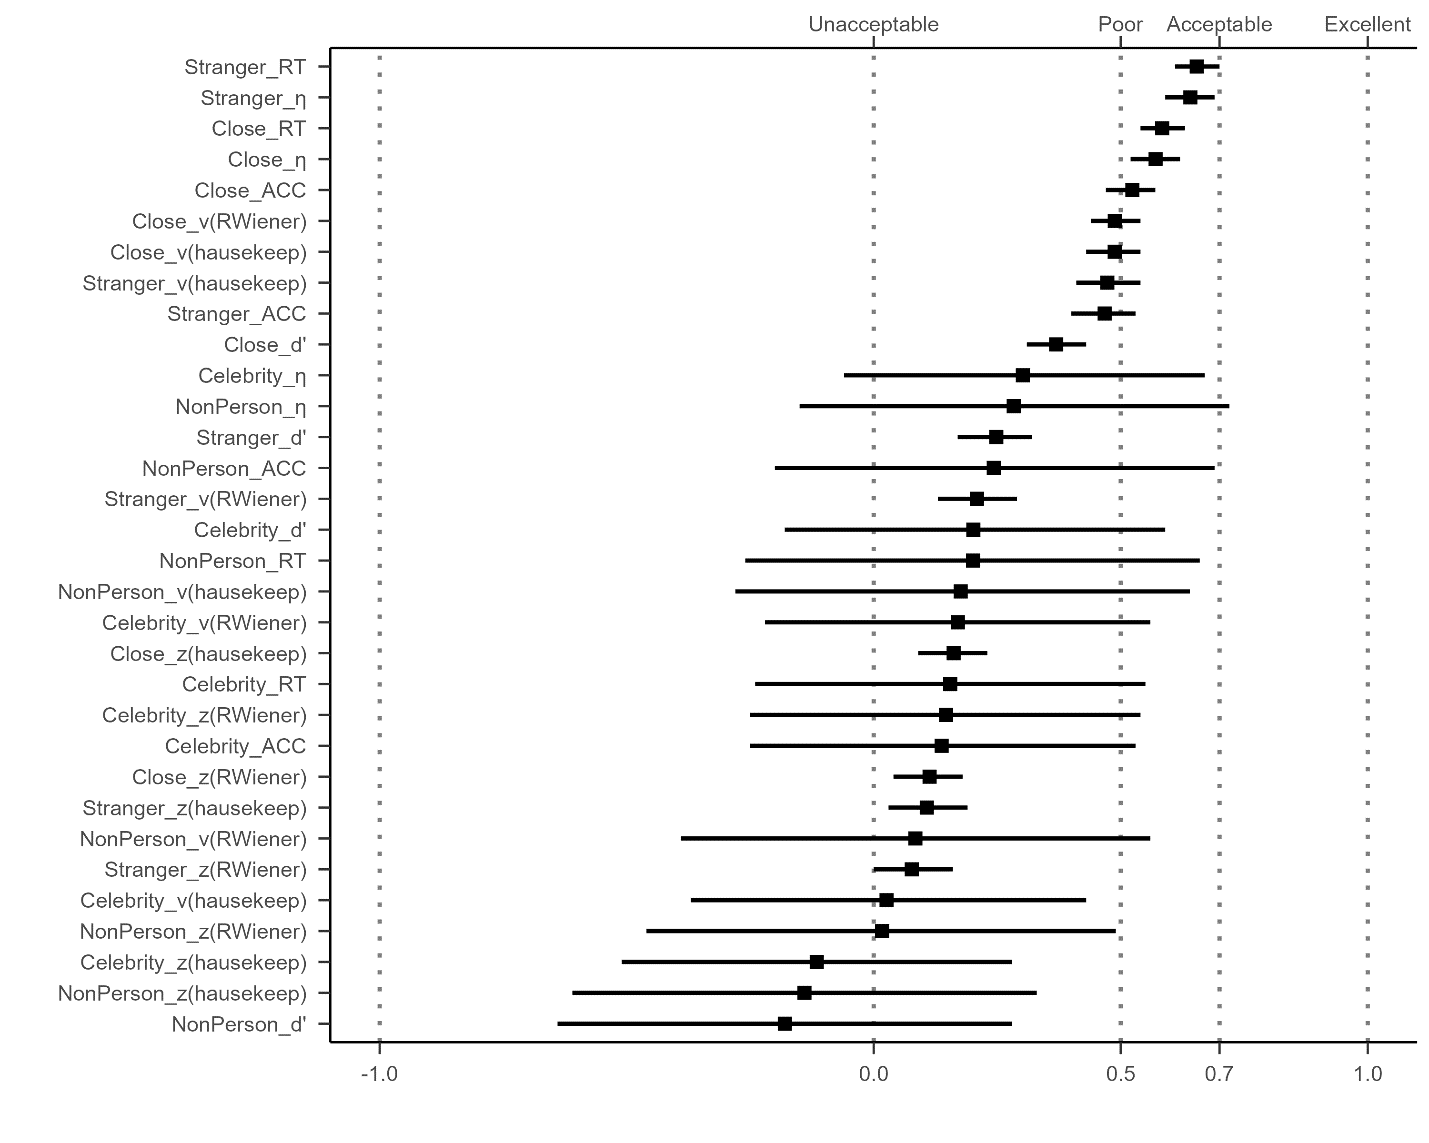 Unacceptable Poor Acceptable Excellent
Stranger_RT
Stranger_η
Close_RT
Close_η
Close_ACC
Close_v(RWiener)
Close_v(hausekeep)
Stranger_v(hausekeep)
Stranger_ACC
Close_d'
Celebrity_η
NonPerson_η
Stranger_d'
NonPerson_ACC
Stranger_v(RWiener)
Celebrity_d'
NonPerson_RT
NonPerson_v(hausekeep)
Celebrity_v(RWiener)
Close_z(hausekeep)
Celebrity_RT
Celebrity_z(RWiener)
Celebrity_ACC
Close_z(RWiener)
Stranger_z(hausekeep)
NonPerson_v(RWiener)
Stranger_z(RWiener)
Celebrity_v(hausekeep)
NonPerson_z(RWiener)
Celebrity_z(hausekeep)
NonPerson_z(hausekeep)
NonPerson_d'
-1.0 0.0 0.5 0.7 1.0